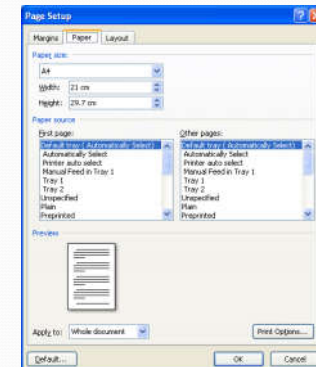 Page Setup
Margins Paper Layout
Paper size:
A4
Width: 21 cm
Height: 29.7 cm
Paper source
First page: Other pages:
Default tray (Automatically Select) Default tray (Automatically Select)
Automatically Select Automatically Select
Printer auto select Printer auto select
Manual Feed in Tray 1 Manual Feed in Tray 1
Tray 1 Tray 1
Tray 2 Tray 2
Unspecified Unspecified
Plain Plain
Preprinted Preprinted
Preview
Apply to: Whole document Print Options...
Default... OK Cancel